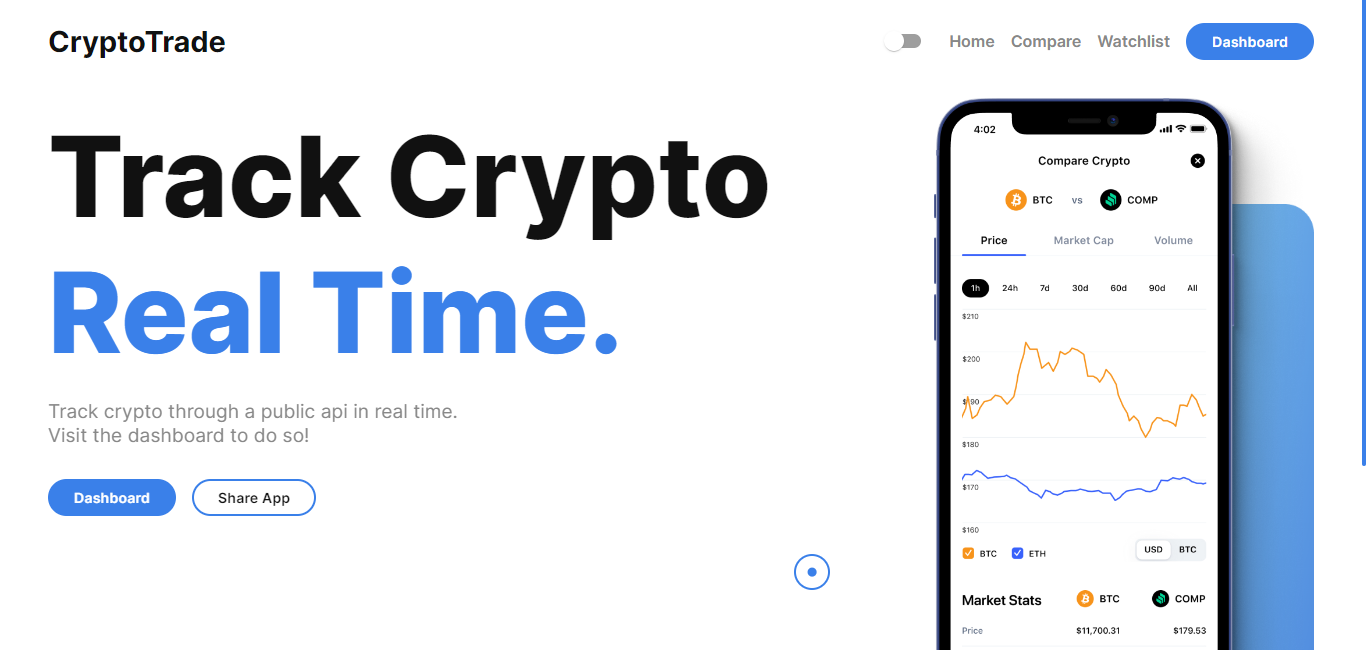 CryptoTrade
Home Compare Watchlist Dashboard
Track Crypto
Real Time.
Track crypto through a public api in real time.
Visit the dashboard to do so!
Dashboard Share App
4:02
Compare Crypto
BTC vs COMP
Price Market Cap Volume
1h 24h 7d 30d 60d 90d All
$210
$200
$190
$180
$170
$160
BTC ETH USD BTC
Market Stats BTC COMP
Price $11,700.31 $179.53